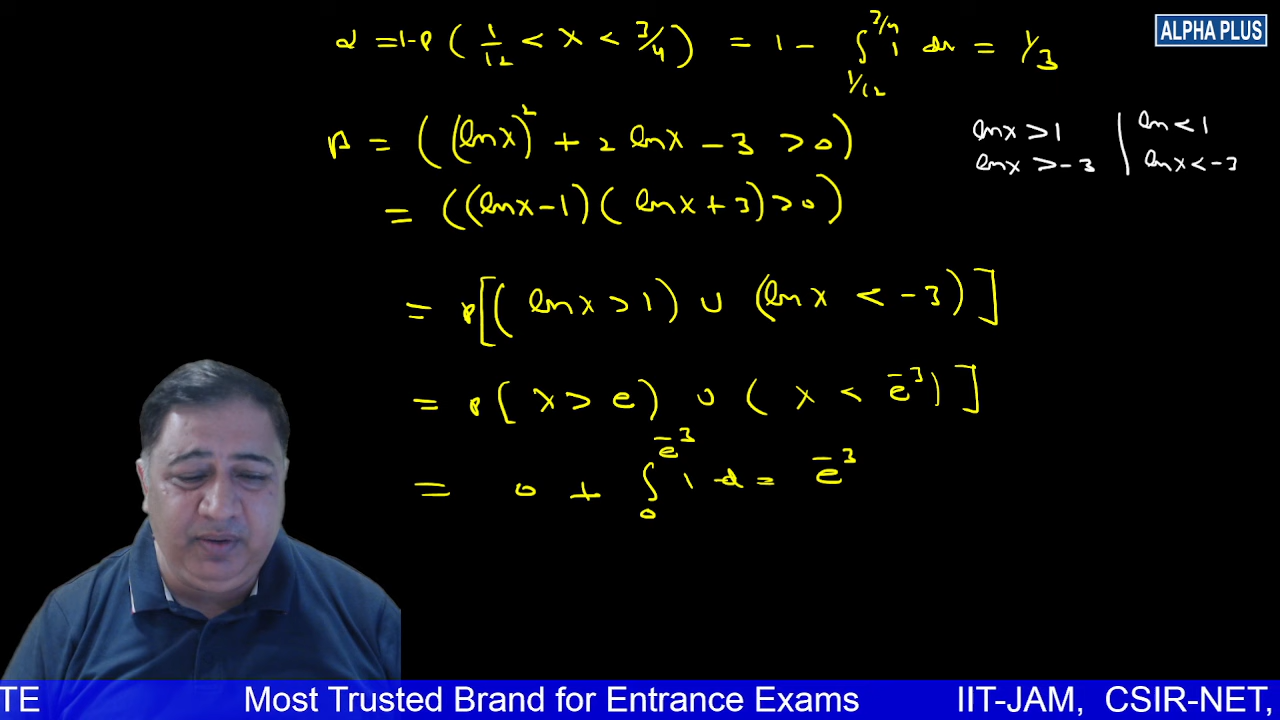 α = 1-P ( 1/12 < X < 3/4 ) = 1 - ∫_{1/12}^{3/4} 1 dx = 1/3
ALPHA PLUS
β = ( (ln x)² + 2 ln x - 3 > 0 )
ln x > 1 | ln < 1
ln x > -3 | ln x < -3
= ( (ln x - 1) ( ln x + 3 ) > 0 )
= P[ ( ln x > 1 ) ∪ ( ln x < -3 ) ]
= P[ X > e ) ∪ ( X < e^{-3} ) ]
= 0 + ∫_0^{e^{-3}} 1 d = e^{-3}
TE Most Trusted Brand for Entrance Exams IIT-JAM, CSIR-NET,